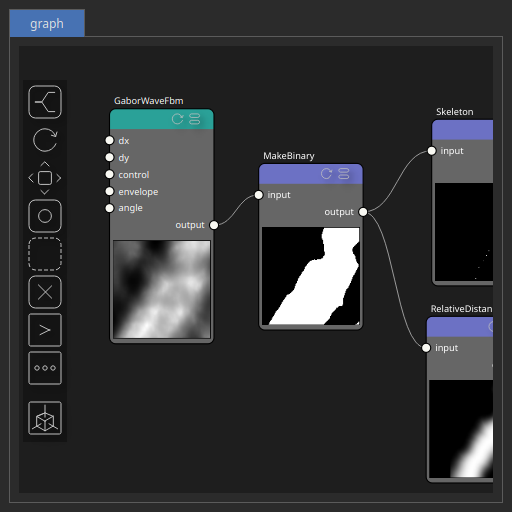 graph
GaborWaveFbm
dx
dy
control
envelope
angle
output
MakeBinary
input
output
Skeleton
input
RelativeDistan
input